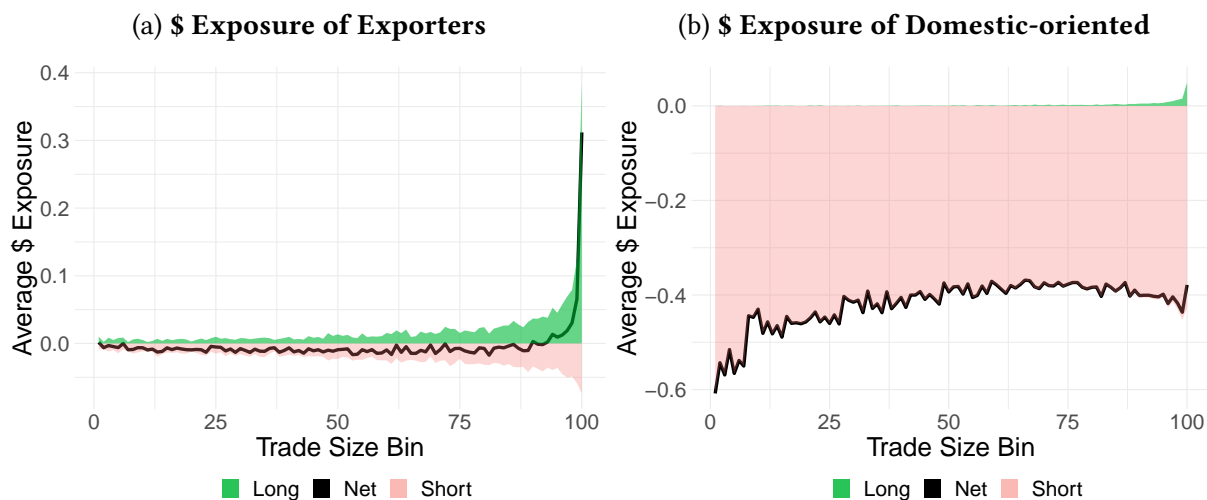 (a) $ Exposure of Exporters
Average $ Exposure
0.4
0.3
0.2
0.1
0.0
0
25
50
75
100
Trade Size Bin
Long Net Short
(b) $ Exposure of Domestic-oriented
Average $ Exposure
0.0
−0.2
−0.4
−0.6
0
25
50
75
100
Trade Size Bin
Long Net Short